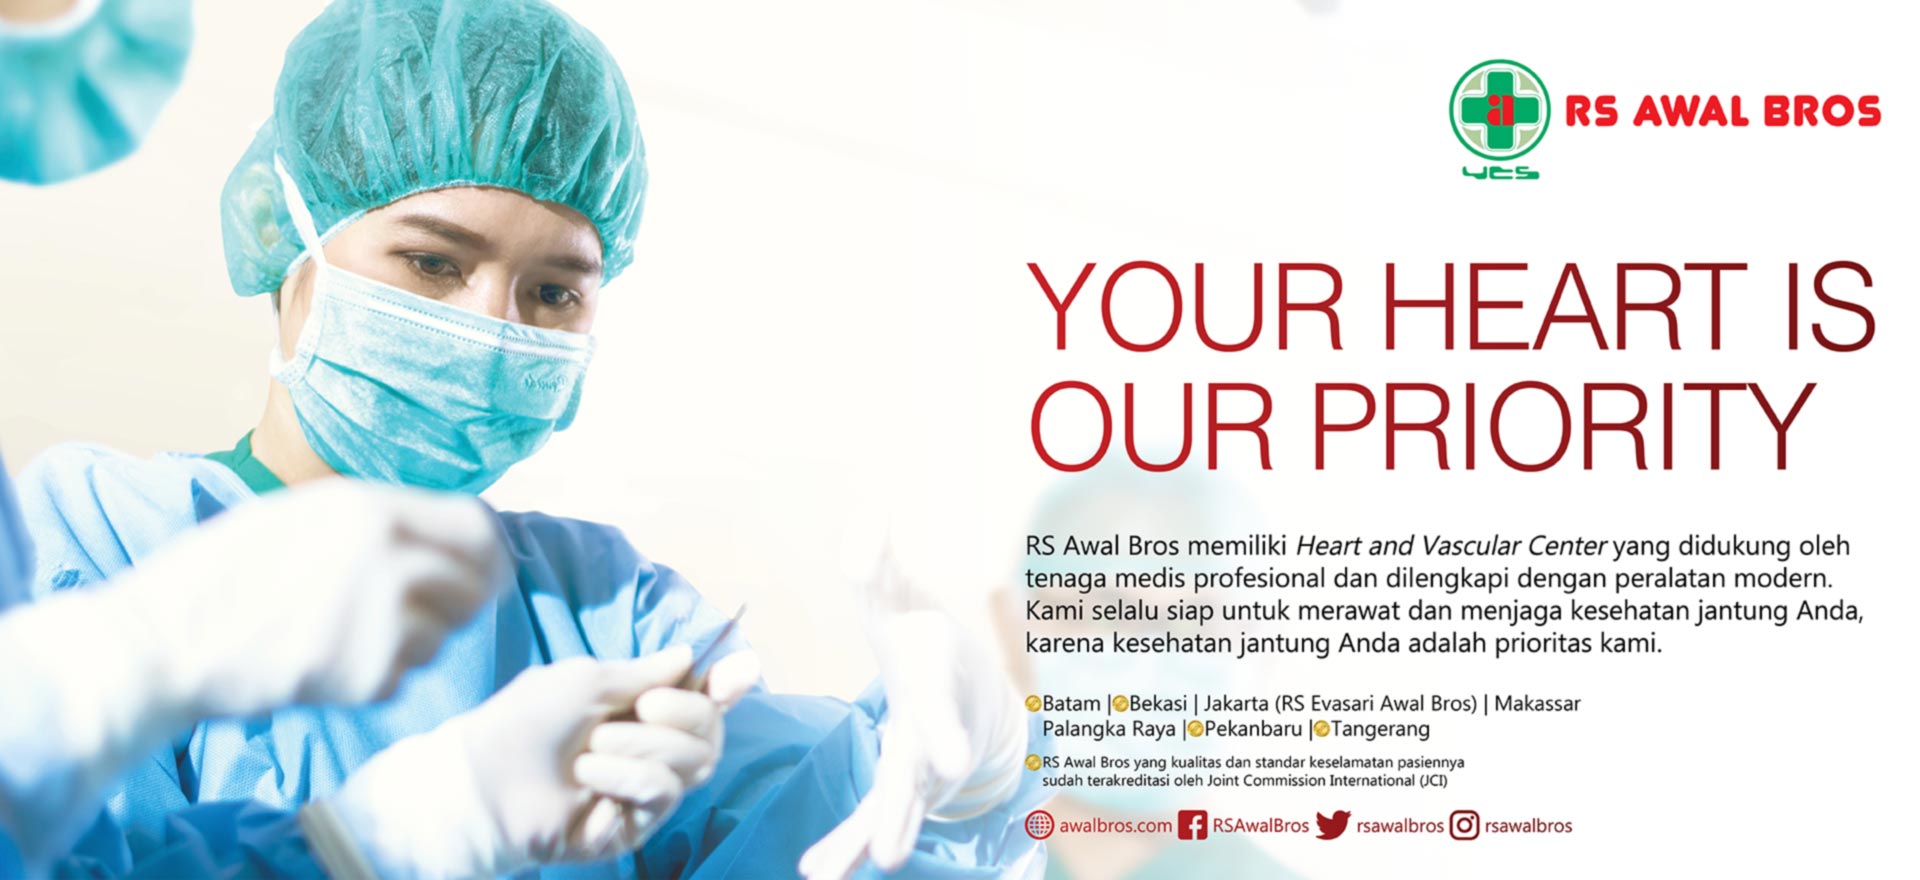 RS AWAL BROS
YOUR HEART IS
OUR PRIORITY
RS Awal Bros memiliki Heart and Vascular Center yang didukung oleh
tenaga medis profesional dan dilengkapi dengan peralatan modern.
Kami selalu siap untuk merawat dan menjaga kesehatan jantung Anda,
karena kesehatan jantung Anda adalah prioritas kami.
Batam | Bekasi | Jakarta (RS Evasari Awal Bros) | Makassar
Palangka Raya | Pekanbaru | Tangerang
RS Awal Bros yang kualitas dan standar keselamatan pasiennya
sudah terakreditasi oleh Joint Commission International (JCI)
awalbros.com RSAwalBros rsawalbros rsawalbros